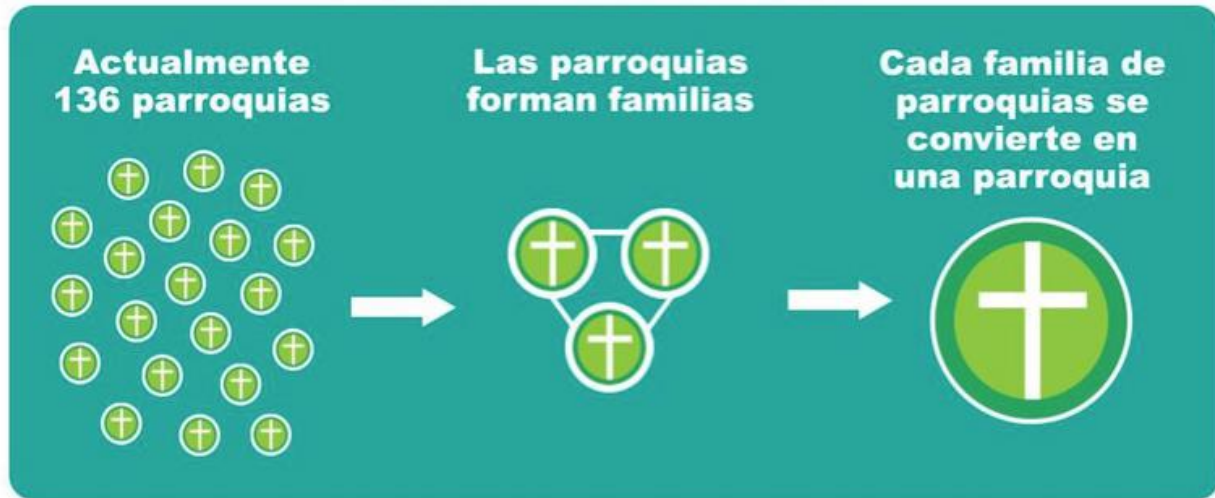 Actualmente
136 parroquias
Las parroquias
forman familias
Cada familia de
parroquias se
convierte en
una parroquia